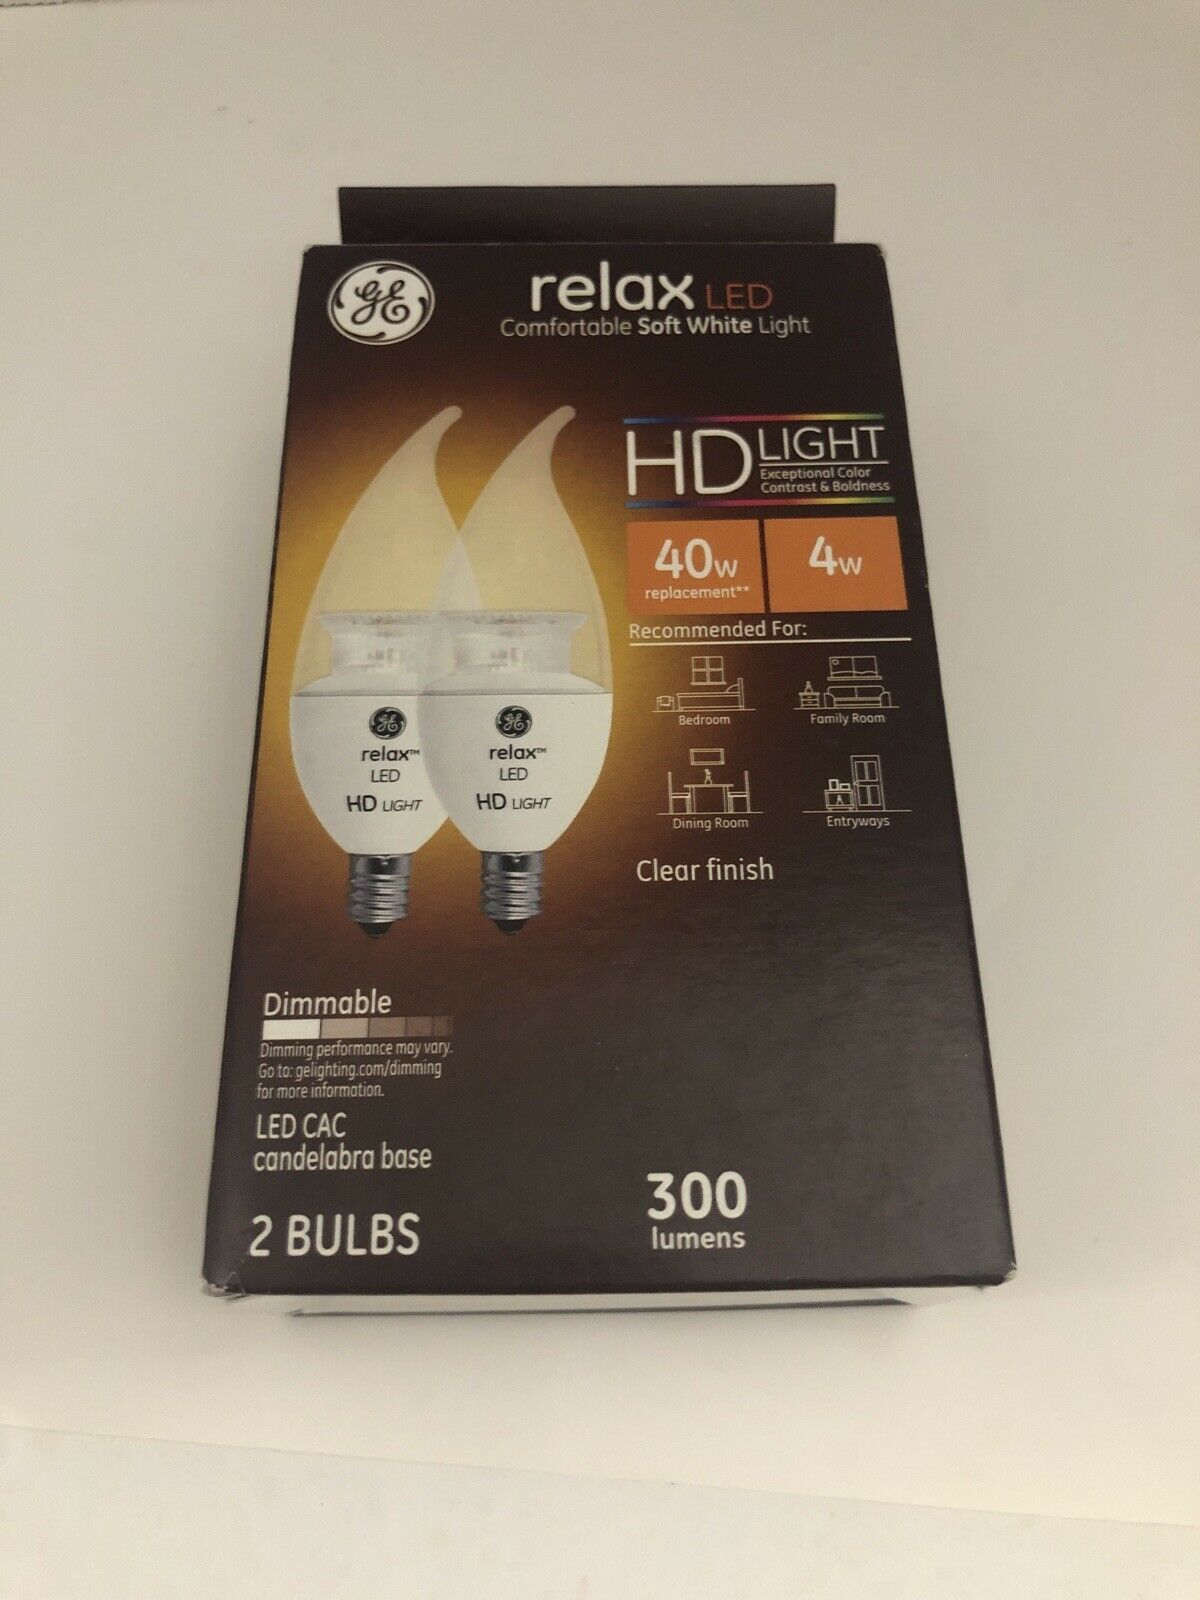 GE
relax LED
Comfortable Soft White Light
HD LIGHT
Exceptional Color
Contrast & Boldness
40w
replacement**
4w
Recommended For:
Bedroom
Family Room
Dining Room
Entryways
Clear finish
GE
relax™
LED
HD LIGHT
GE
relax™
LED
HD LIGHT
Dimmable
Dimming performance may vary.
Go to: gelighting.com/dimming
for more information.
LED CAC
candelabra base
2 BULBS
300
lumens